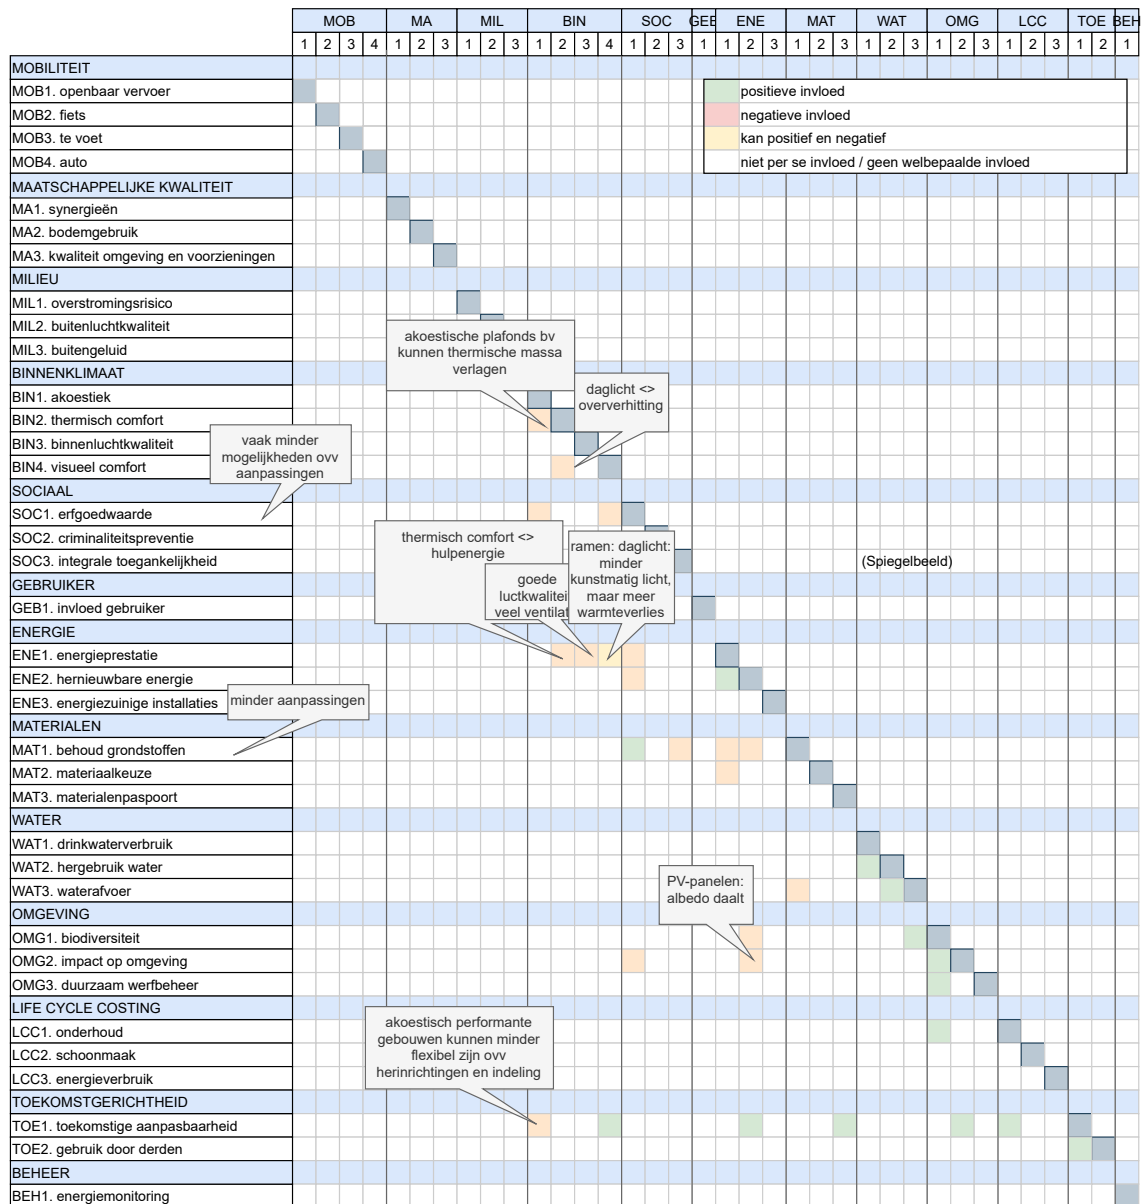 MOB MA MIL BIN SOC GEB ENE MAT WAT OMG LCC TOE BEH
1 2 3 4 1 2 3 1 2 3 1 2 3 4 1 2 3 1 1 2 3 1 2 3 1 2 3 1 2 3 1 2 3 1 2 1
MOBILITEIT
MOB1. openbaar vervoer
positieve invloed
MOB2. fiets
negatieve invloed
MOB3. te voet
kan positief en negatief
MOB4. auto
niet per se invloed / geen welbepaalde invloed
MAATSCHAPPELIJKE KWALITEIT
MA1. synergieën
MA2. bodemgebruik
MA3. kwaliteit omgeving en voorzieningen
MILIEU
MIL1. overstromingsrisico
MIL2. buitenluchtkwaliteit
MIL3. buitengeluid
akoestische plafonds bv
kunnen thermische massa
verlagen
BINNENKLIMAAT
BIN1. akoestiek
daglicht <>
oververhitting
BIN2. thermisch comfort
BIN3. binnenluchtkwaliteit
vaak minder
mogelijkheden ovv
aanpassingen
BIN4. visueel comfort
SOCIAAL
SOC1. erfgoedwaarde
SOC2. criminaliteitspreventie
thermisch comfort <>
hulpenergie
ramen: daglicht:
minder
kunstmatig licht,
maar meer
warmteverlies
SOC3. integrale toegankelijkheid
(Spiegelbeeld)
goede
luctkwalitei
veel ventilat
GEBRUIKER
GEB1. invloed gebruiker
ENERGIE
ENE1. energieprestatie
ENE2. hernieuwbare energie
ENE3. energiezuinige installaties
minder aanpassingen
MATERIALEN
MAT1. behoud grondstoffen
MAT2. materiaalkeuze
MAT3. materialenpaspoort
WATER
WAT1. drinkwaterverbruik
WAT2. hergebruik water
WAT3. waterafvoer
PV-panelen:
albedo daalt
OMGEVING
OMG1. biodiversiteit
OMG2. impact op omgeving
OMG3. duurzaam werfbeheer
LIFE CYCLE COSTING
LCC1. onderhoud
akoestisch performante
gebouwen kunnen minder
flexibel zijn ovv
herinrichtingen en indeling
LCC2. schoonmaak
LCC3. energieverbruik
TOEKOMSTGERICHTHEID
TOE1. toekomstige aanpasbaarheid
TOE2. gebruik door derden
BEHEER
BEH1. energiemonitoring